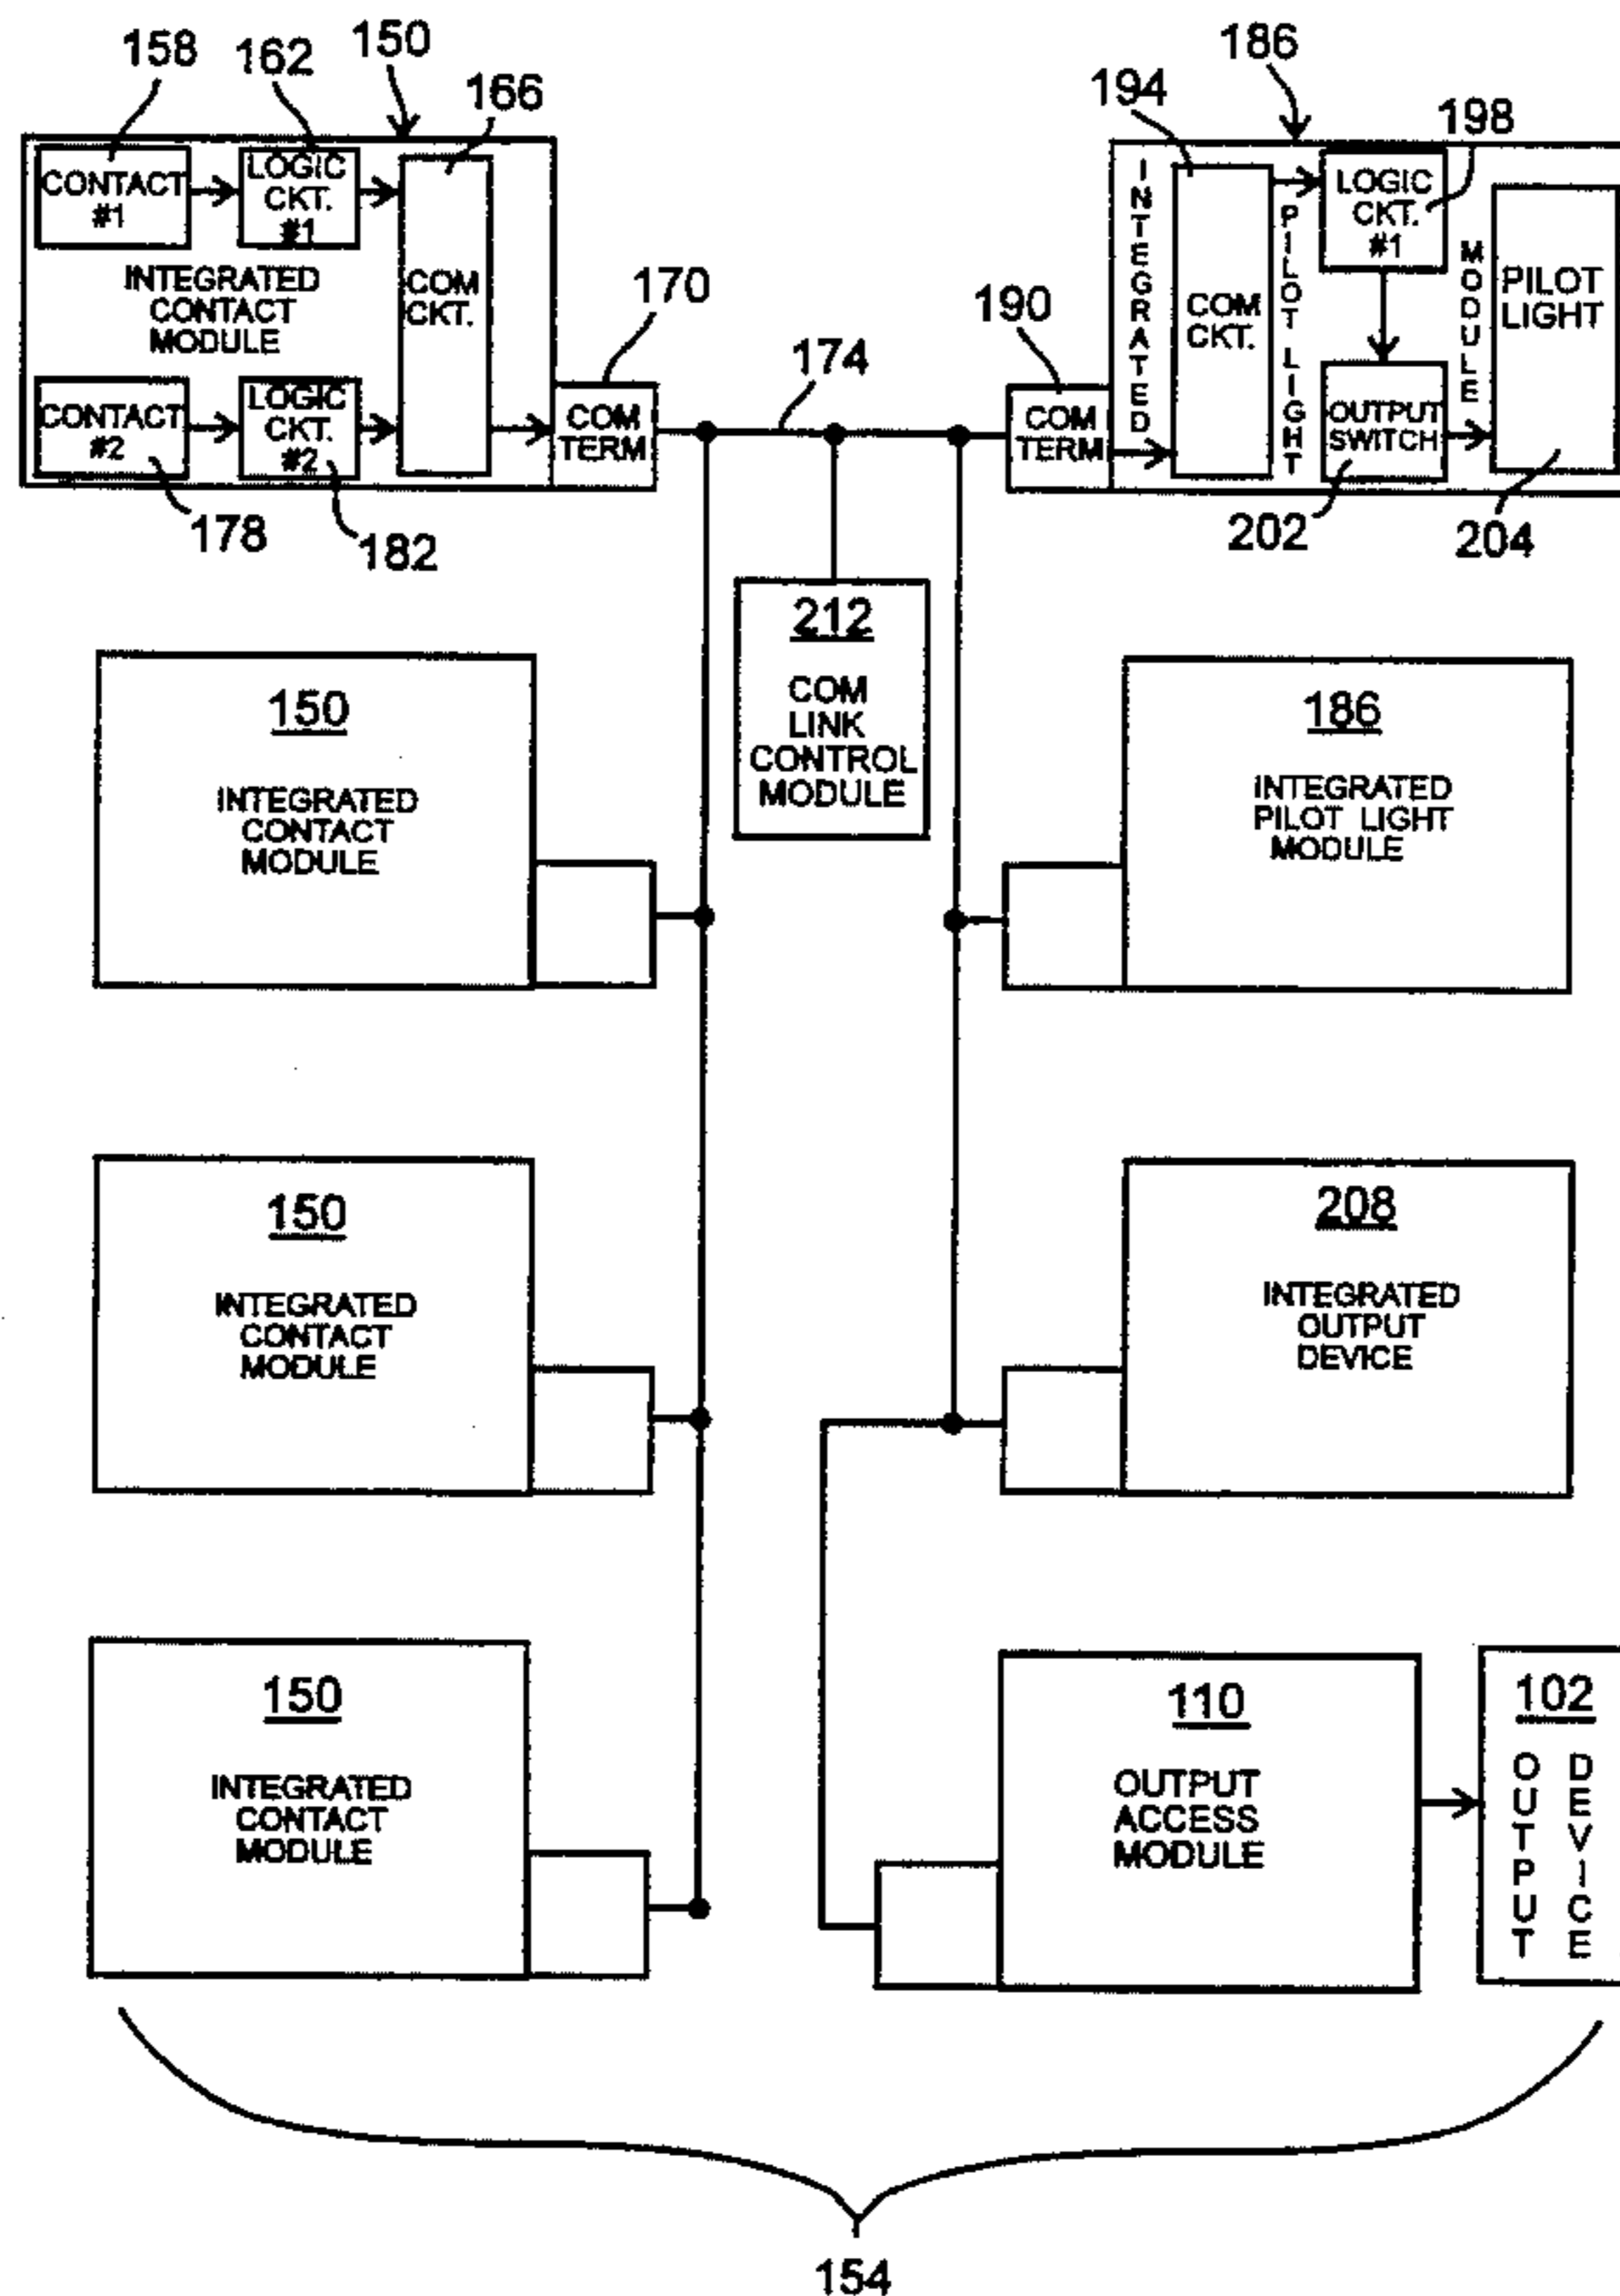 158
162
150
166
CONTACT
#1
LOGIC
CKT.
#1
INTEGRATED
CONTACT
MODULE
COM
CKT.
CONTACT
#2
LOGIC
CKT.
#2
178
182
170
COM
TERM
174
186
194
198
190
COM
TERM
INTEGRATED
COM
CKT.
PILOT LIGHT
LOGIC
CKT.
#1
MODULE
PILOT
LIGHT
OUTPUT
SWITCH
202
204
212
COM
LINK
CONTROL
MODULE
150
INTEGRATED
CONTACT
MODULE
186
INTEGRATED
PILOT LIGHT
MODULE
150
INTEGRATED
CONTACT
MODULE
208
INTEGRATED
OUTPUT
DEVICE
150
INTEGRATED
CONTACT
MODULE
110
OUTPUT
ACCESS
MODULE
102
OUTPUT
DEVICE
154